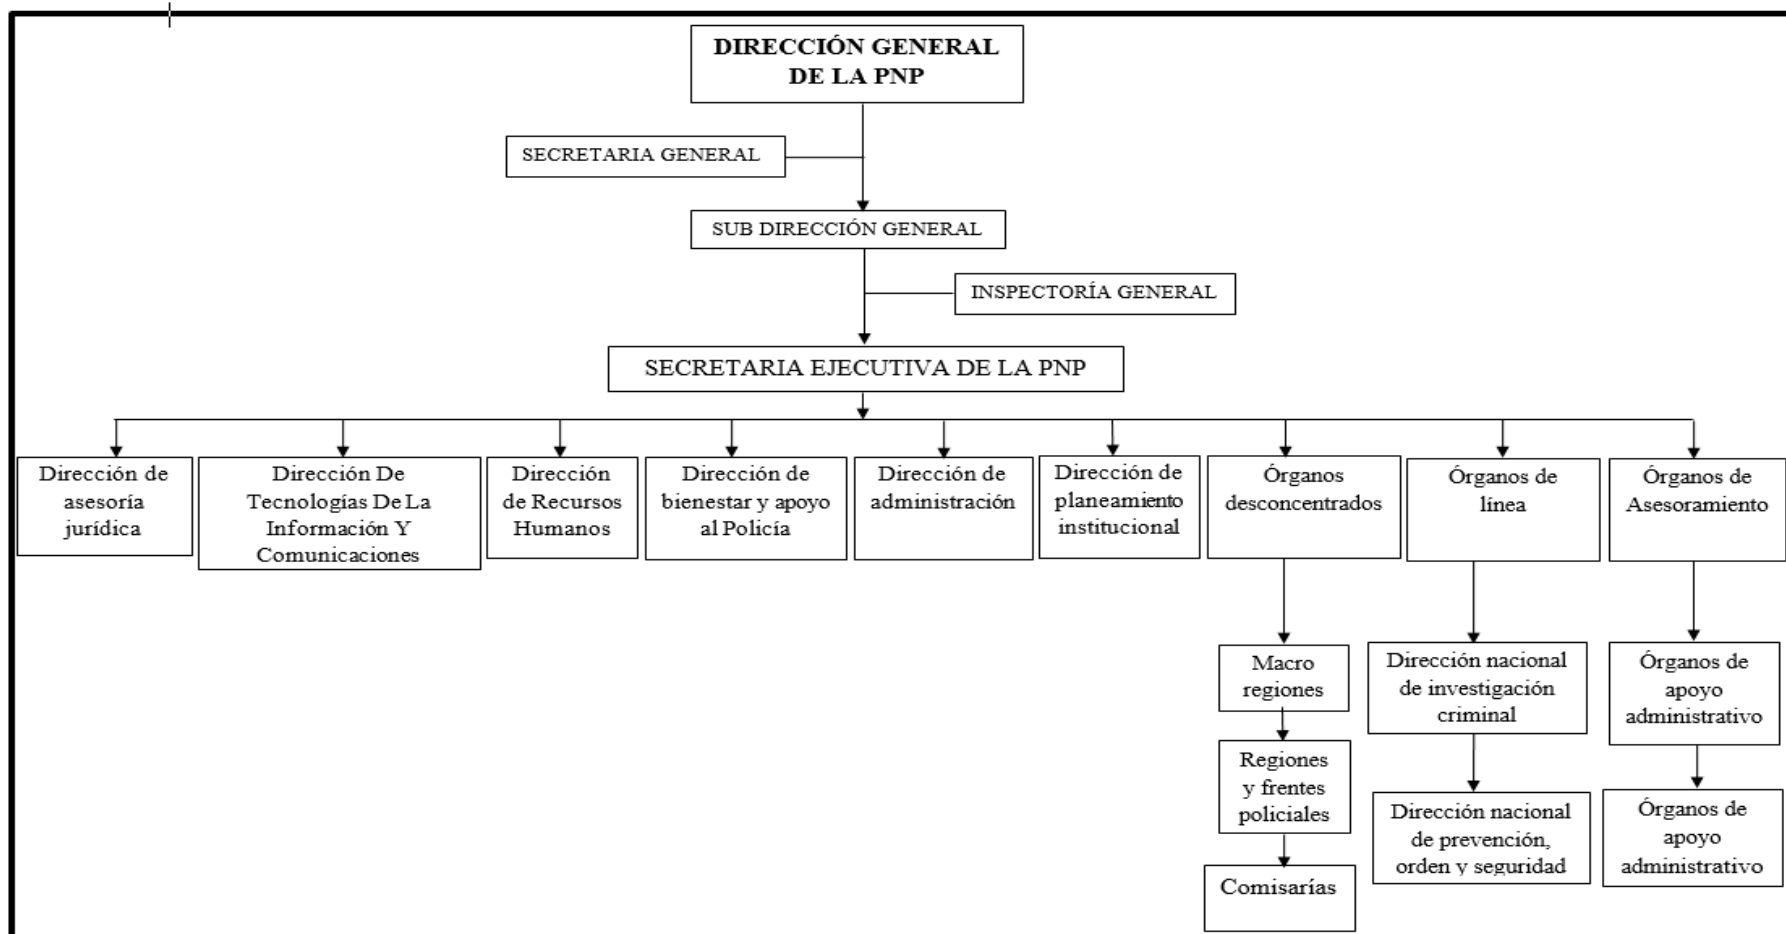 DIRECCIÓN GENERAL
DE LA PNP
SECRETARIA GENERAL
SUB DIRECCIÓN GENERAL
INSPECTORÍA GENERAL
SECRETARIA EJECUTIVA DE LA PNP
Dirección de
asesoría
jurídica
Dirección De
Tecnologías De La
Información Y
Comunicaciones
Dirección
de Recursos
Humanos
Dirección de
bienestar y apoyo
al Policía
Dirección de
administración
Dirección de
planeamiento
institucional
Órganos
desconcentrados
Órganos de
línea
Órganos de
Asesoramiento
Macro
regiones
Regiones
y frentes
policiales
Comisarías
Dirección nacional
de investigación
criminal
Dirección nacional
de prevención,
orden y seguridad
Órganos de
apoyo
administrativo
Órganos de
apoyo
administrativo